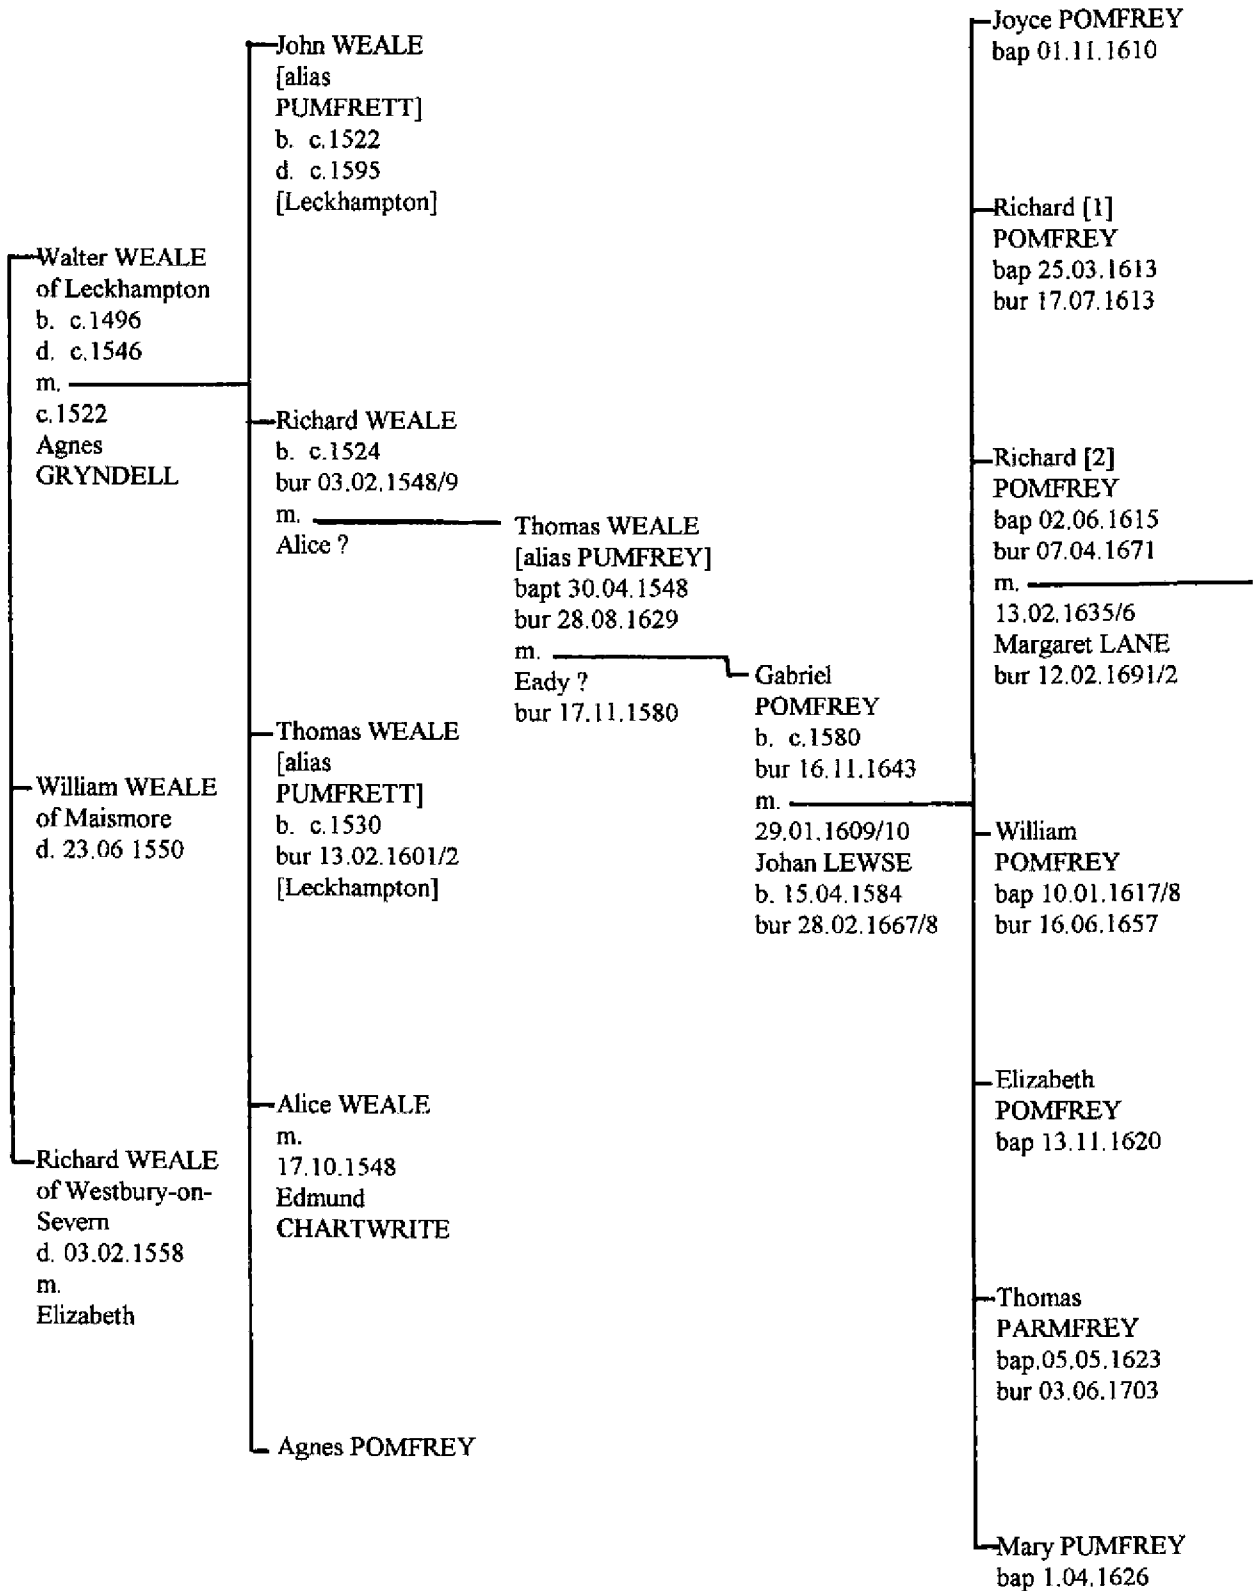 Walter WEALE
of Leckhampton
b. c.1496
d. c.1546
m.
c.1522
Agnes
GRYNDELL
William WEALE
of Maismore
d. 23.06 1550
Richard WEALE
of Westbury-on-
Severn
d. 03.02.1558
m.
Elizabeth
John WEALE
[alias
PUMFRETT]
b. c.1522
d. c.1595
[Leckhampton]
Richard WEALE
b. c.1524
bur 03.02.1548/9
m.
Alice ?
Thomas WEALE
[alias
PUMFRETT]
b. c.1530
bur 13.02.1601/2
[Leckhampton]
Alice WEALE
m.
17.10.1548
Edmund
CHARTWRITE
Agnes POMFREY
Thomas WEALE
[alias PUMFREY]
bapt 30.04.1548
bur 28.08.1629
m.
Eady ?
bur 17.11.1580
Gabriel
POMFREY
b. c.1580
bur 16.11.1643
m.
29.01.1609/10
Johan LEWSE
b. 15.04.1584
bur 28.02.1667/8
Joyce POMFREY
bap 01.11.1610
Richard [1]
POMFREY
bap 25.03.1613
bur 17.07.1613
Richard [2]
POMFREY
bap 02.06.1615
bur 07.04.1671
m.
13.02.1635/6
Margaret LANE
bur 12.02.1691/2
William
POMFREY
bap 10.01.1617/8
bur 16.06.1657
Elizabeth
POMFREY
bap 13.11.1620
Thomas
PARMFREY
bap.05.05.1623
bur 03.06.1703
Mary PUMFREY
bap 1.04.1626